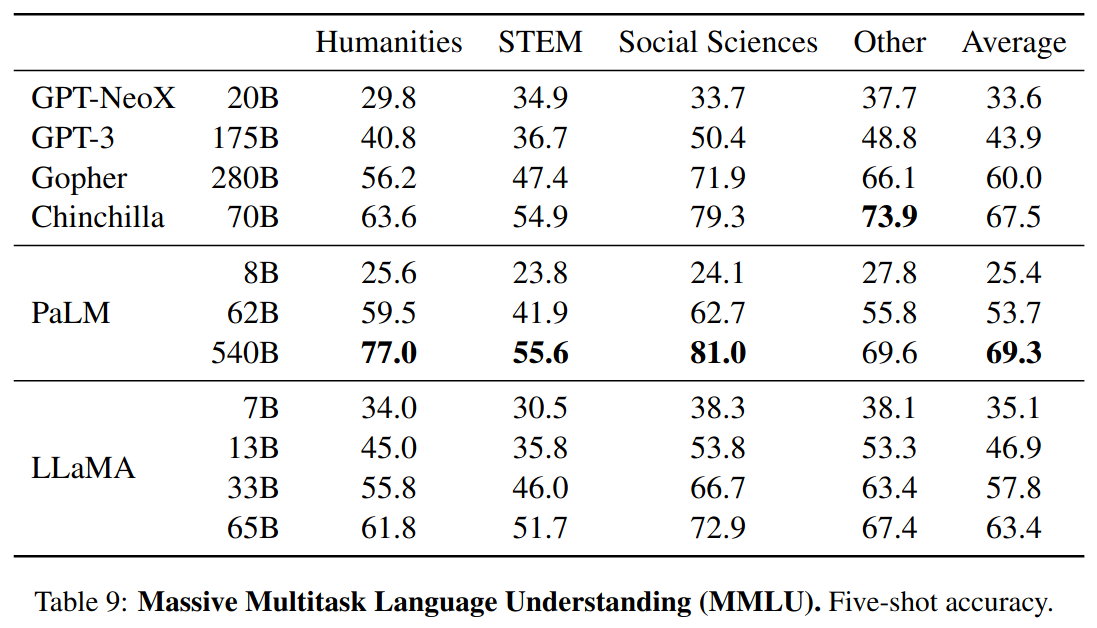 Humanities STEM Social Sciences Other Average
GPT-NeoX 20B 29.8 34.9 33.7 37.7 33.6
GPT-3 175B 40.8 36.7 50.4 48.8 43.9
Gopher 280B 56.2 47.4 71.9 66.1 60.0
Chinchilla 70B 63.6 54.9 79.3 73.9 67.5
8B 25.6 23.8 24.1 27.8 25.4
PaLM 62B 59.5 41.9 62.7 55.8 53.7
540B 77.0 55.6 81.0 69.6 69.3
7B 34.0 30.5 38.3 38.1 35.1
13B 45.0 35.8 53.8 53.3 46.9
LLaMA
33B 55.8 46.0 66.7 63.4 57.8
65B 61.8 51.7 72.9 67.4 63.4
Table 9: Massive Multitask Language Understanding (MMLU). Five-shot accuracy.